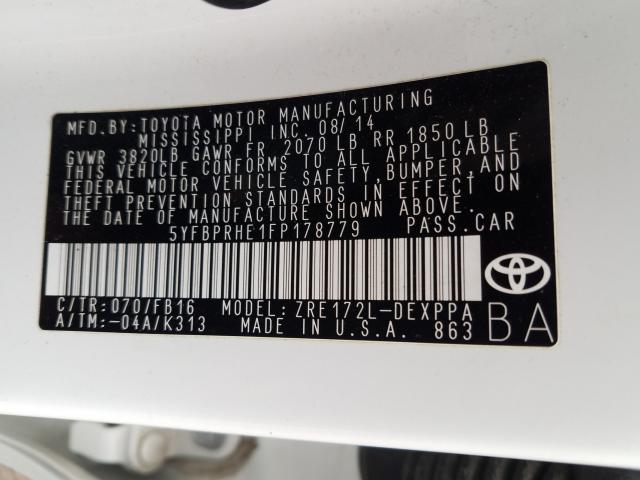 MFD.BY:TOYOTA MOTOR MANUFACTURING
MISSISSIPPI INC. 08/14
GVWR 3820LB GAWR FR 2070 LB RR 1850 LB
THIS VEHICLE CONFORMS TO ALL APPLICABLE
FEDERAL MOTOR VEHICLE SAFETY, BUMPER, AND
THEFT PREVENTION STANDARDS IN EFFECT ON
THE DATE OF MANUFACTURE SHOWN ABOVE.
5YFBPRHE1FP178779 PASS.CAR
C/TR: 070/FB16 MODEL: ZRE172L-DEXPPA
A/TM:-04A/K313 MADE IN U.S.A. 863
BA